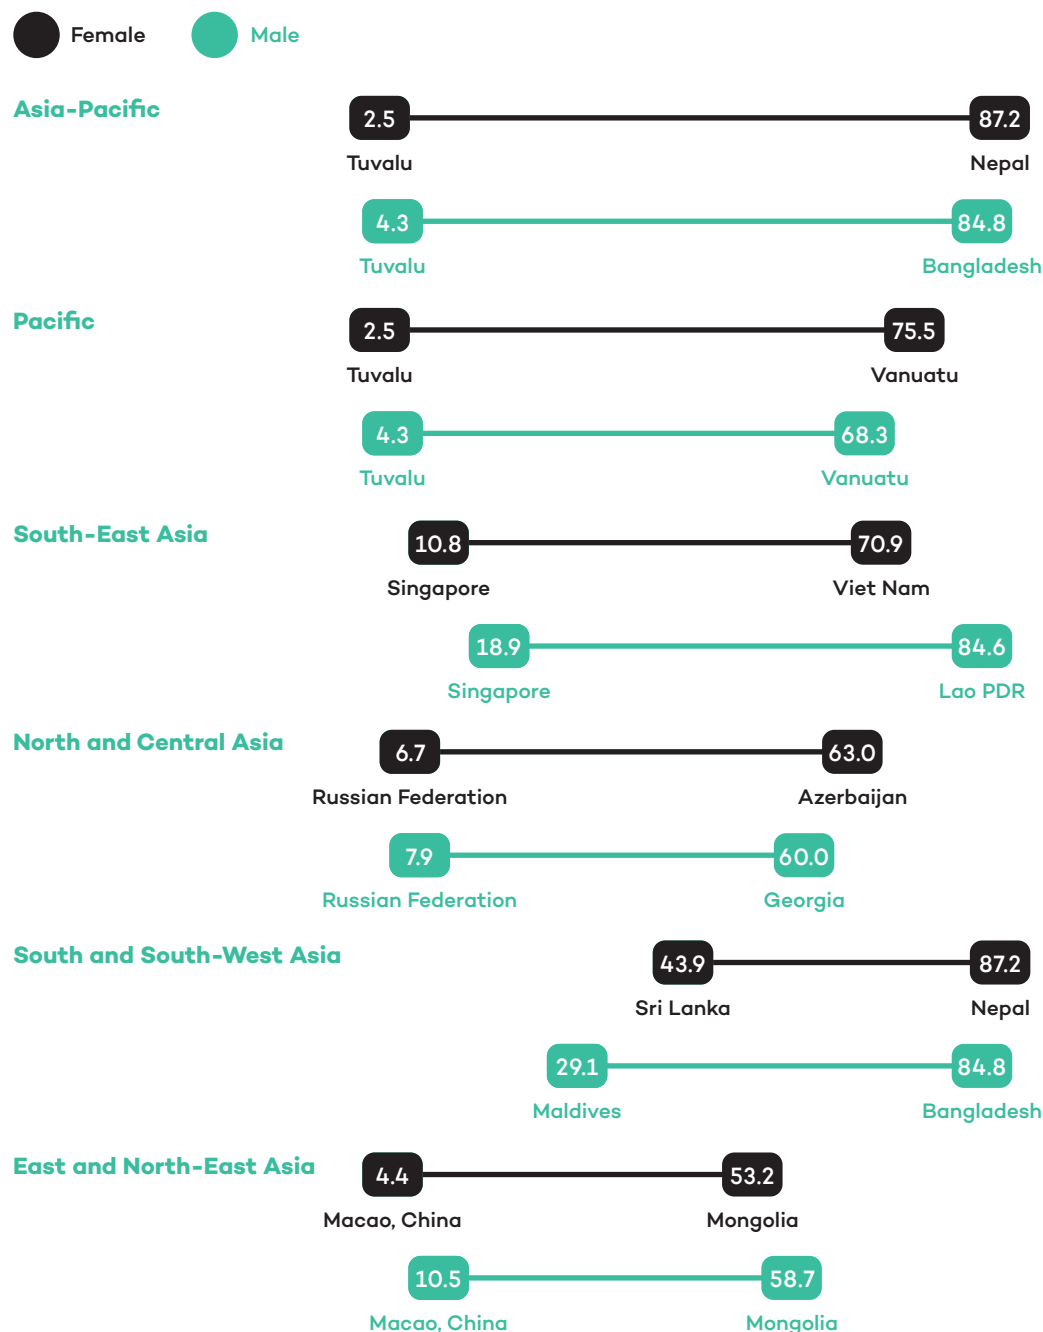 Female Male
Asia-Pacific
2.5 87.2
Tuvalu Nepal
4.3 84.8
Tuvalu Bangladesh
Pacific
2.5 75.5
Tuvalu Vanuatu
4.3 68.3
Tuvalu Vanuatu
South-East Asia
10.8 70.9
Singapore Viet Nam
18.9 84.6
Singapore Lao PDR
North and Central Asia
6.7 63.0
Russian Federation Azerbaijan
7.9 60.0
Russian Federation Georgia
South and South-West Asia
43.9 87.2
Sri Lanka Nepal
29.1 84.8
Maldives Bangladesh
East and North-East Asia
4.4 53.2
Macao, China Mongolia
10.5 58.7
Macao, China Mongolia